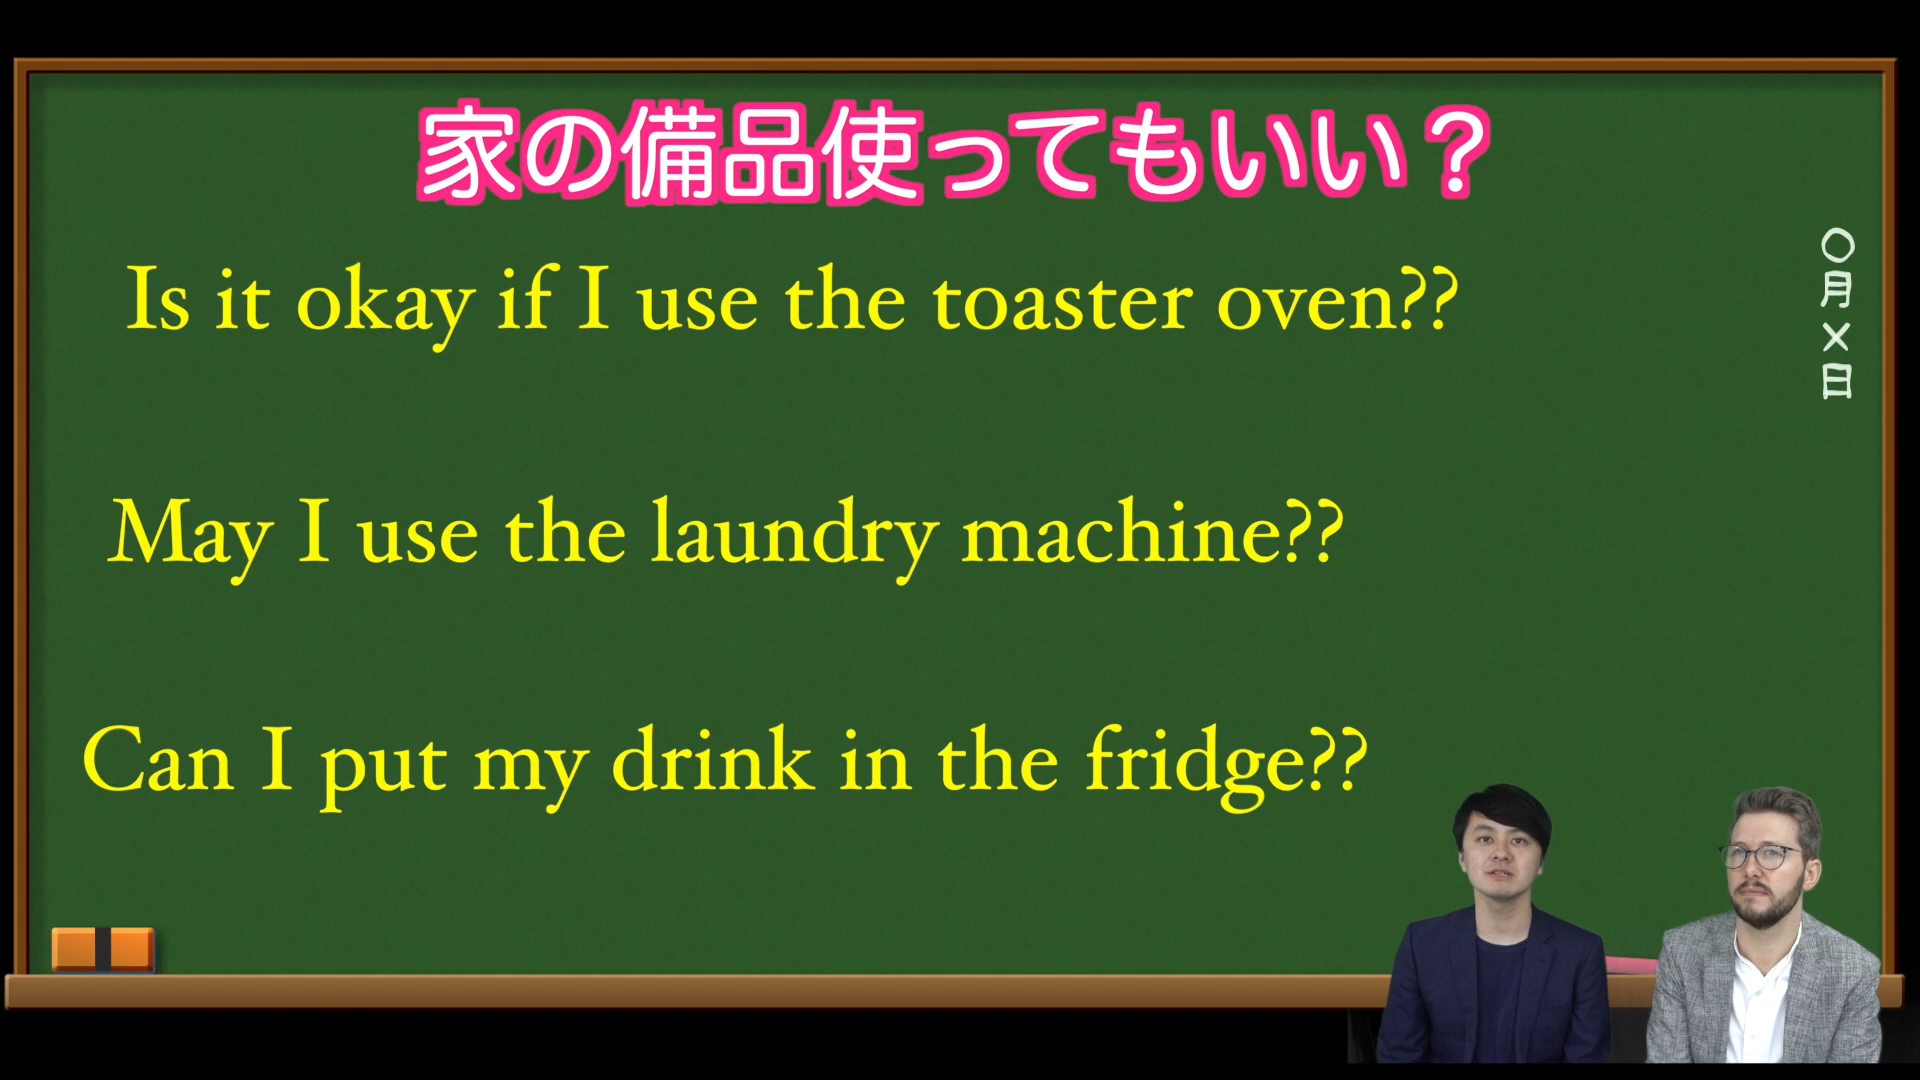 家の備品使ってもいい？
Is it okay if I use the toaster oven??
May I use the laundry machine??
Can I put my drink in the fridge??
〇月×日